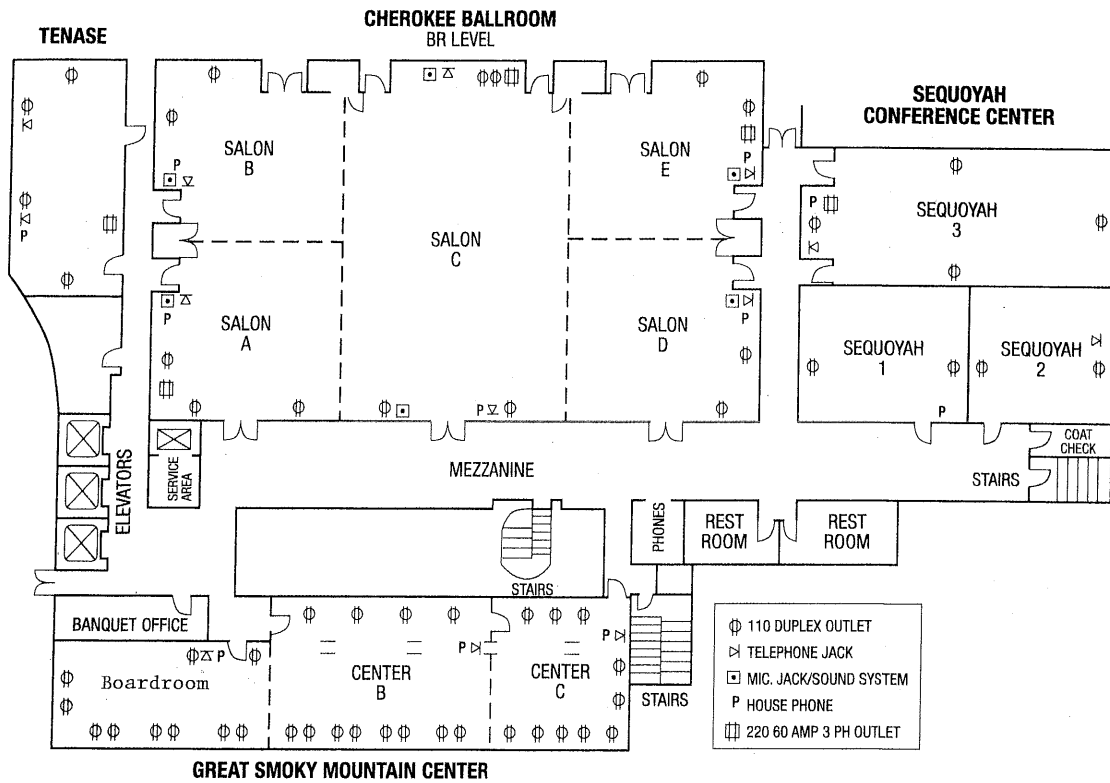 TENASE
CHEROKEE BALLROOM
BR LEVEL
SEQUOYAH
CONFERENCE CENTER
SALON
B
P
SALON
E
P
SALON
C
P
P
SEQUOYAH
3
SALON
A
P
SALON
D
P
SEQUOYAH
1
P
SEQUOYAH
2
P
ELEVATORS
SERVICE
AREA
MEZZANINE
STAIRS
COAT
CHECK
PHONES
REST
ROOM
REST
ROOM
STAIRS
BANQUET OFFICE
P
Boardroom
CENTER
B
P
CENTER
C
P
STAIRS
110 DUPLEX OUTLET
TELEPHONE JACK
MIC. JACK/SOUND SYSTEM
P HOUSE PHONE
220 60 AMP 3 PH OUTLET
GREAT SMOKY MOUNTAIN CENTER